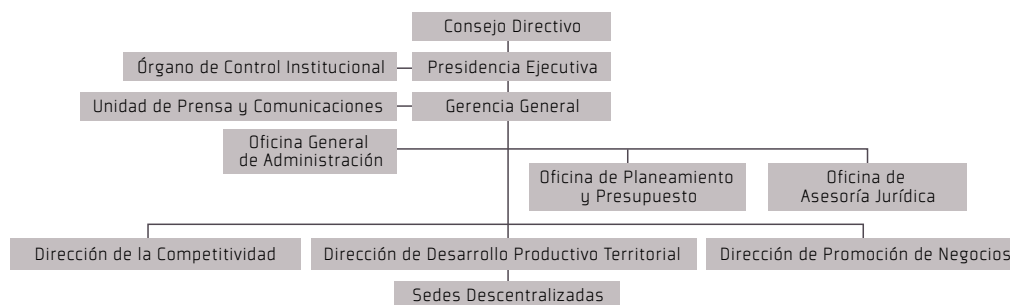 Consejo Directivo
Órgano de Control Institucional
Presidencia Ejecutiva
Unidad de Prensa y Comunicaciones
Gerencia General
Oficina General
de Administración
Oficina de Planeamiento
y Presupuesto
Oficina de
Asesoría Jurídica
Dirección de la Competitividad
Dirección de Desarrollo Productivo Territorial
Dirección de Promoción de Negocios
Sedes Descentralizadas